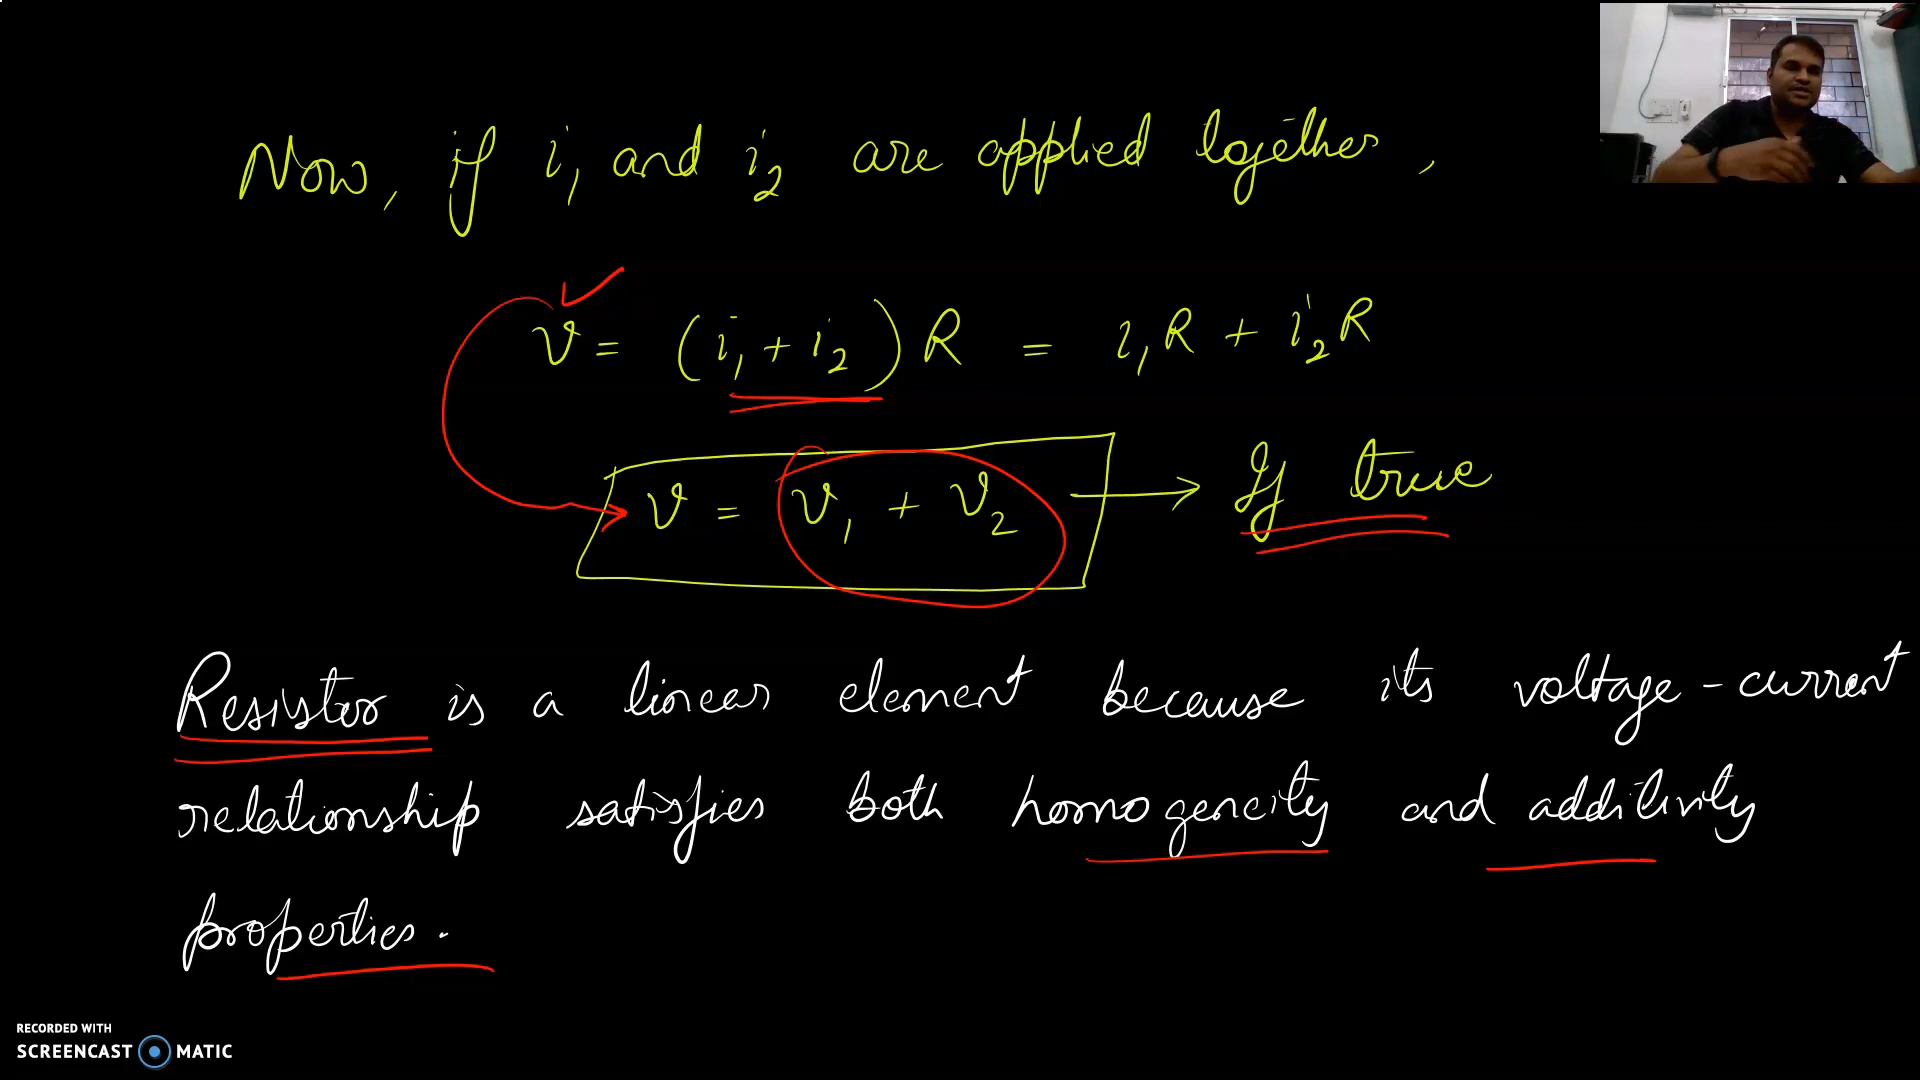 Now, if i₁ and i₂ are applied together,
v = (i₁ + i₂) R = i₁R + i₂R
v = v₁ + v₂ → If true
Resistor is a linear element because its voltage - current
relationship satisfies both homogeneity and additivity
properties.
RECORDED WITH
SCREENCAST MATIC